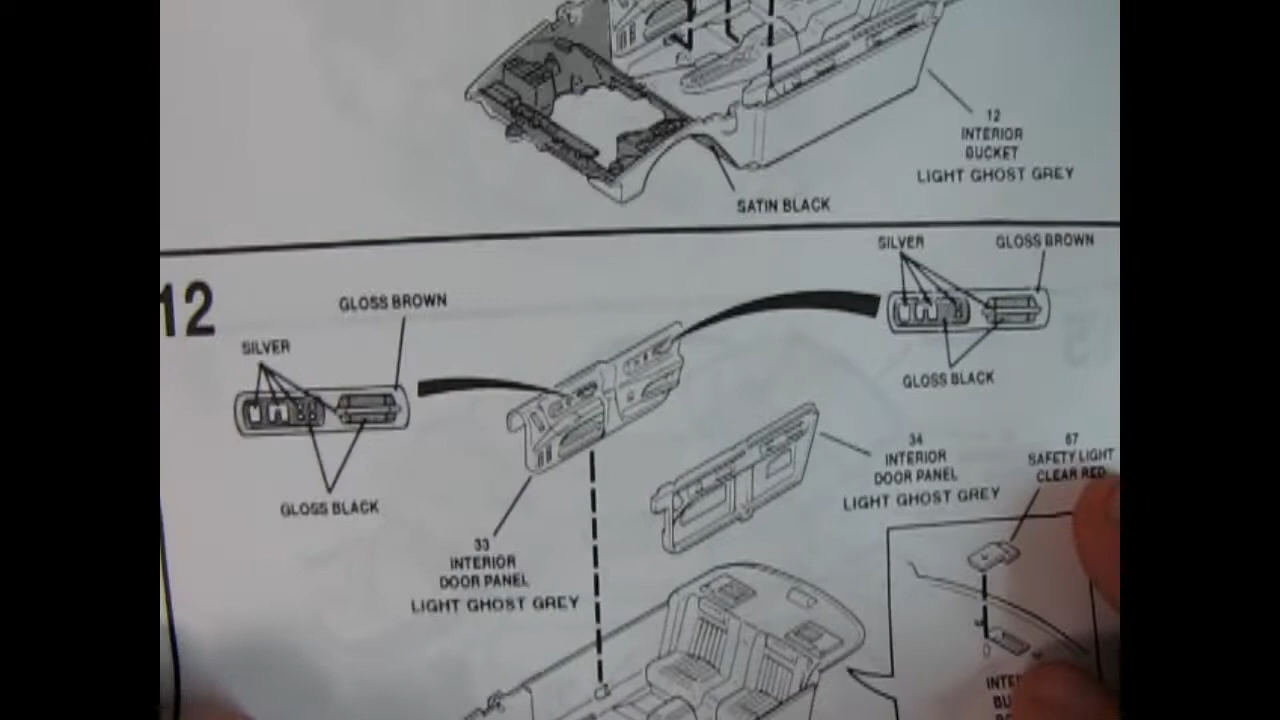 12
INTERIOR
BUCKET
LIGHT GHOST GREY
SATIN BLACK
12
GLOSS BROWN
SILVER
GLOSS BLACK
SILVER
GLOSS BROWN
GLOSS BLACK
34
INTERIOR
DOOR PANEL
LIGHT GHOST GREY
67
SAFETY LIGHT
CLEAR RED
33
INTERIOR
DOOR PANEL
LIGHT GHOST GREY